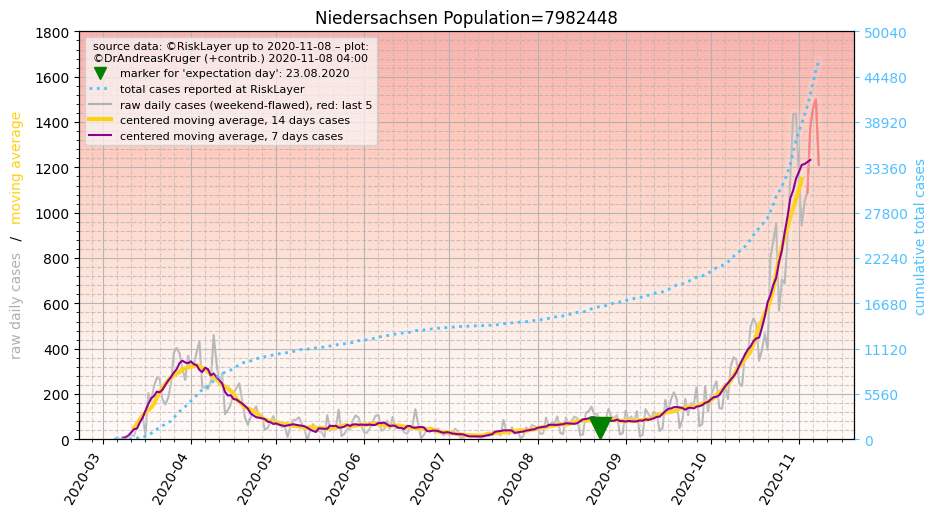 Niedersachsen Population=7982448
source data: ©RiskLayer up to 2020-11-08 – plot:
©DrAndreasKruger (+contrib.) 2020-11-08 04:00
marker for 'expectation day': 23.08.2020
total cases reported at RiskLayer
raw daily cases (weekend-flawed), red: last 5
centered moving average, 14 days cases
centered moving average, 7 days cases
raw daily cases / moving average
1800
1600
1400
1200
1000
800
600
400
200
0
50040
44480
38920
33360
27800
22240
16680
11120
5560
0
cumulative total cases
2020-03
2020-04
2020-05
2020-06
2020-07
2020-08
2020-09
2020-10
2020-11